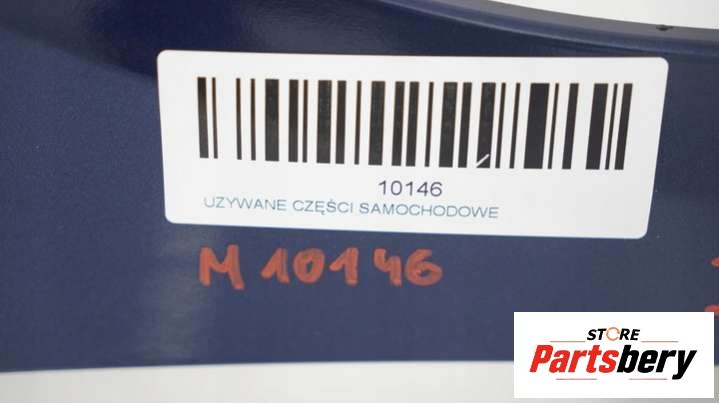 10146
UZYWANE CZĘŚCI SAMOCHODOWE
M 10146
STORE
Partsbery